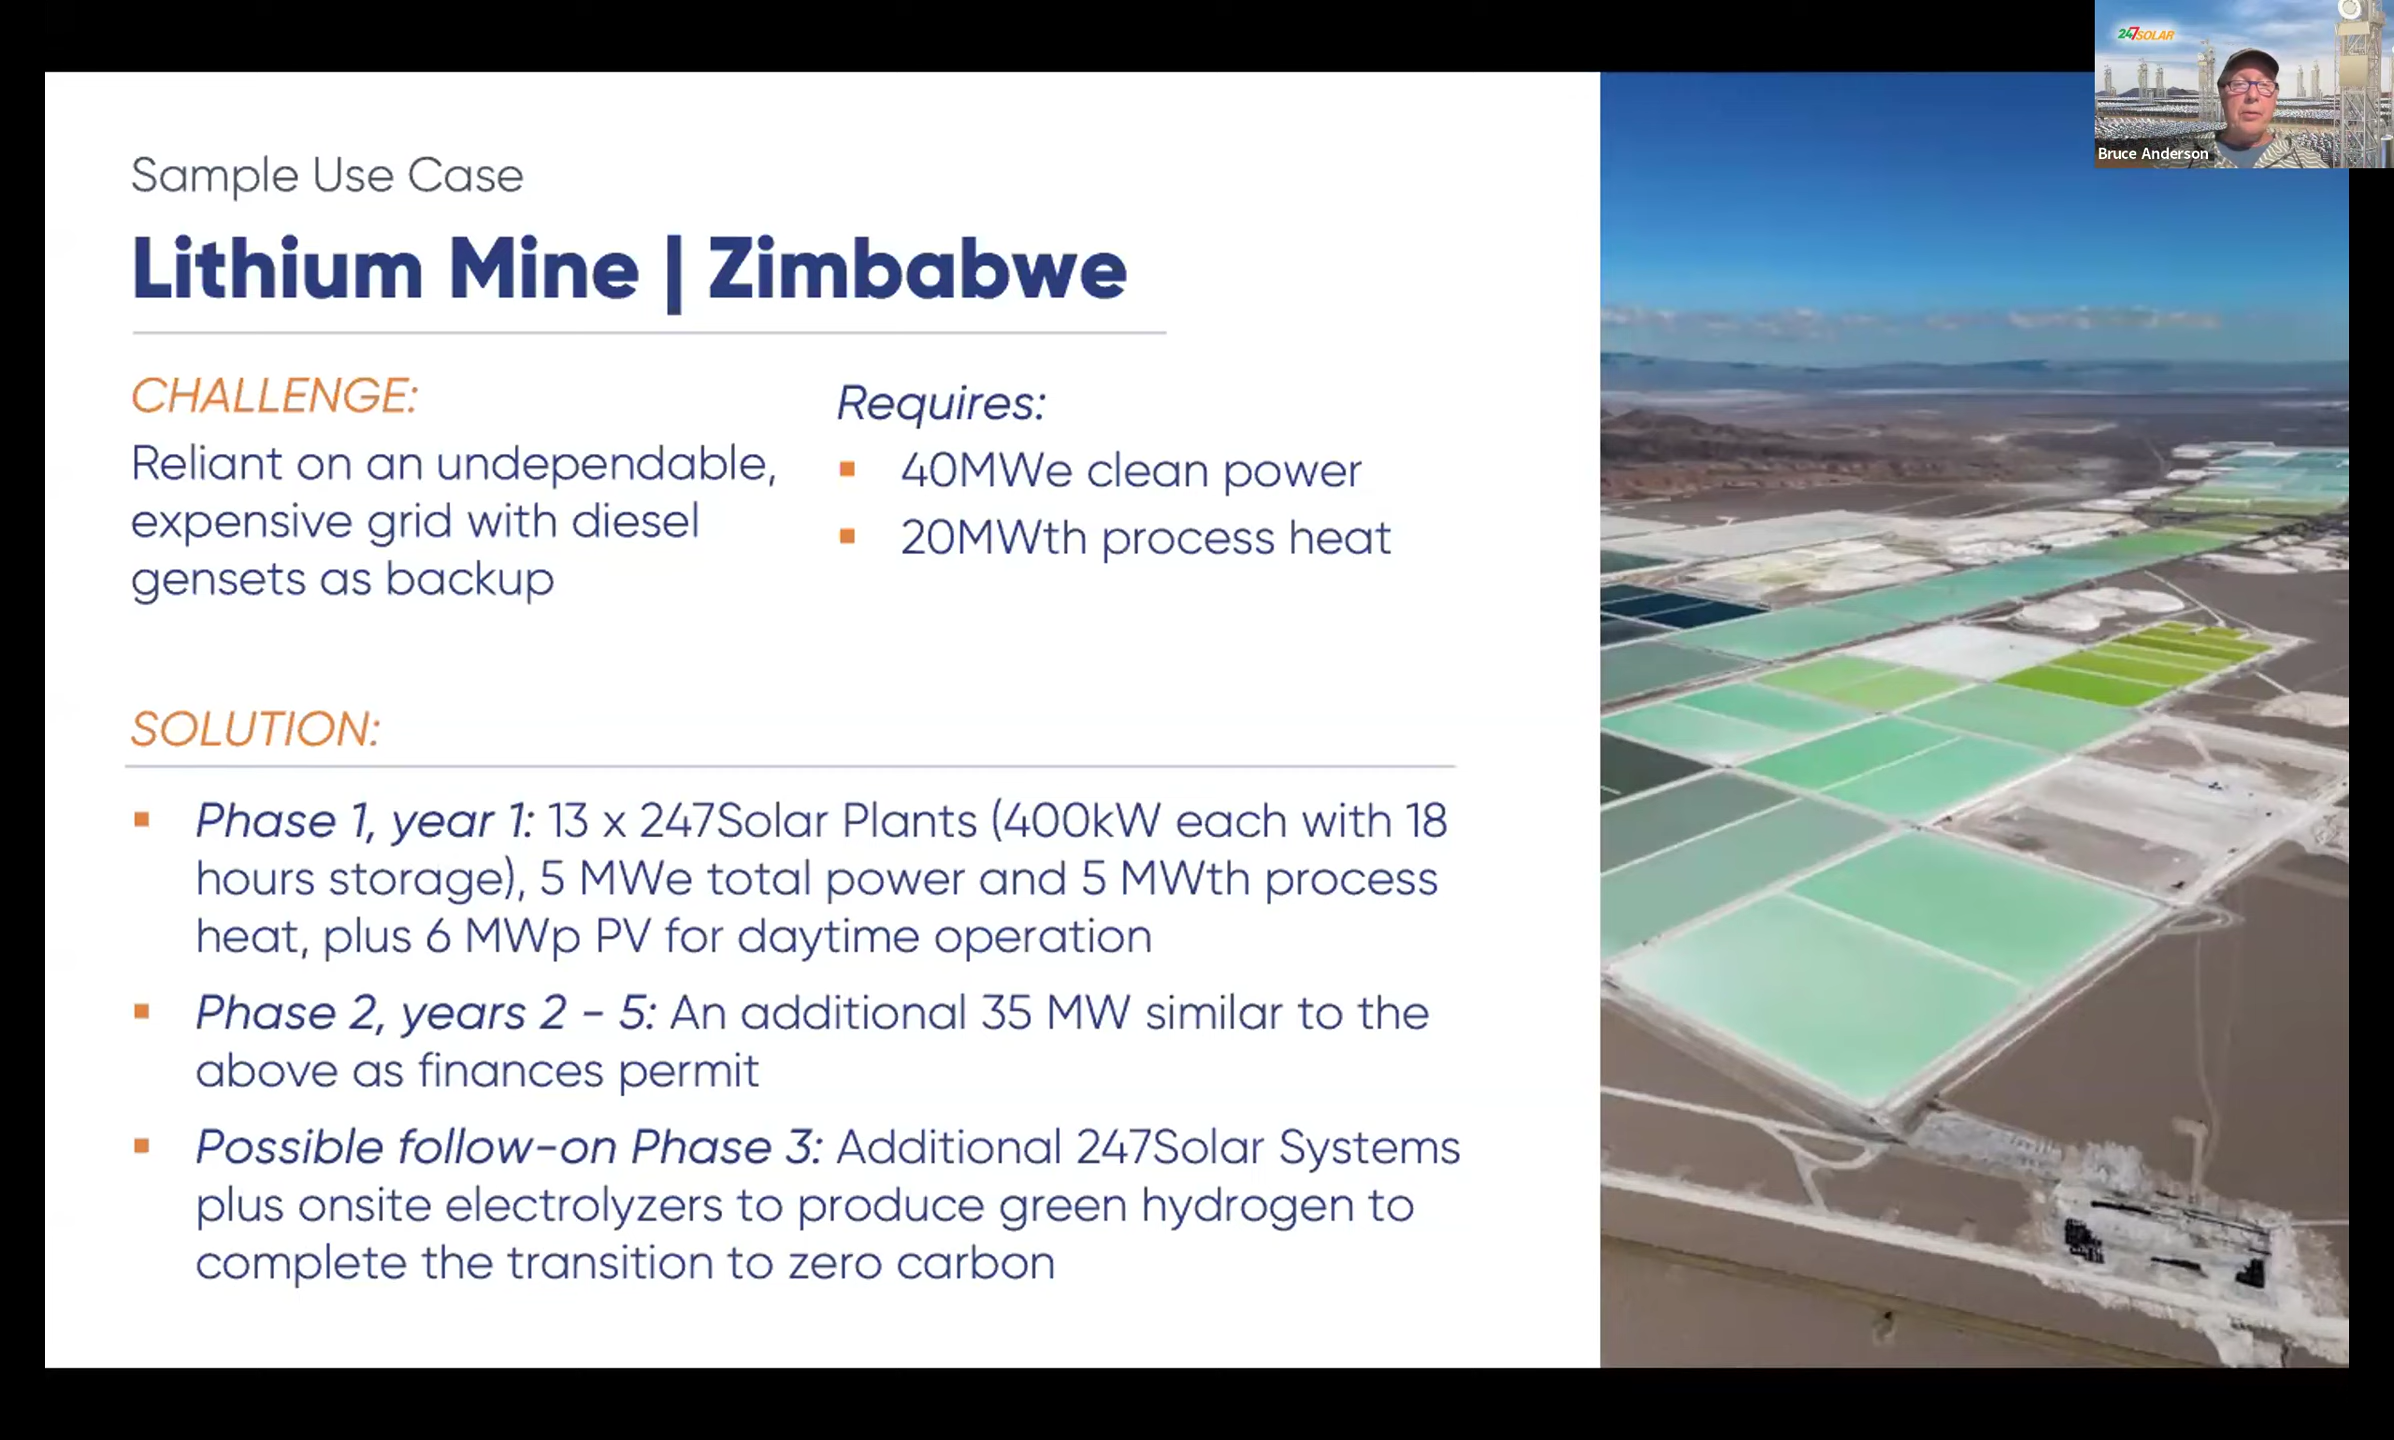 247SOLAR
Bruce Anderson
Sample Use Case
Lithium Mine | Zimbabwe
CHALLENGE:
Reliant on an undependable,
expensive grid with diesel
gensets as backup
Requires:
▪ 40MWe clean power
▪ 20MWth process heat
SOLUTION:
▪ Phase 1, year 1: 13 x 247Solar Plants (400kW each with 18
hours storage), 5 MWe total power and 5 MWth process
heat, plus 6 MWp PV for daytime operation
▪ Phase 2, years 2 - 5: An additional 35 MW similar to the
above as finances permit
▪ Possible follow-on Phase 3: Additional 247Solar Systems
plus onsite electrolyzers to produce green hydrogen to
complete the transition to zero carbon